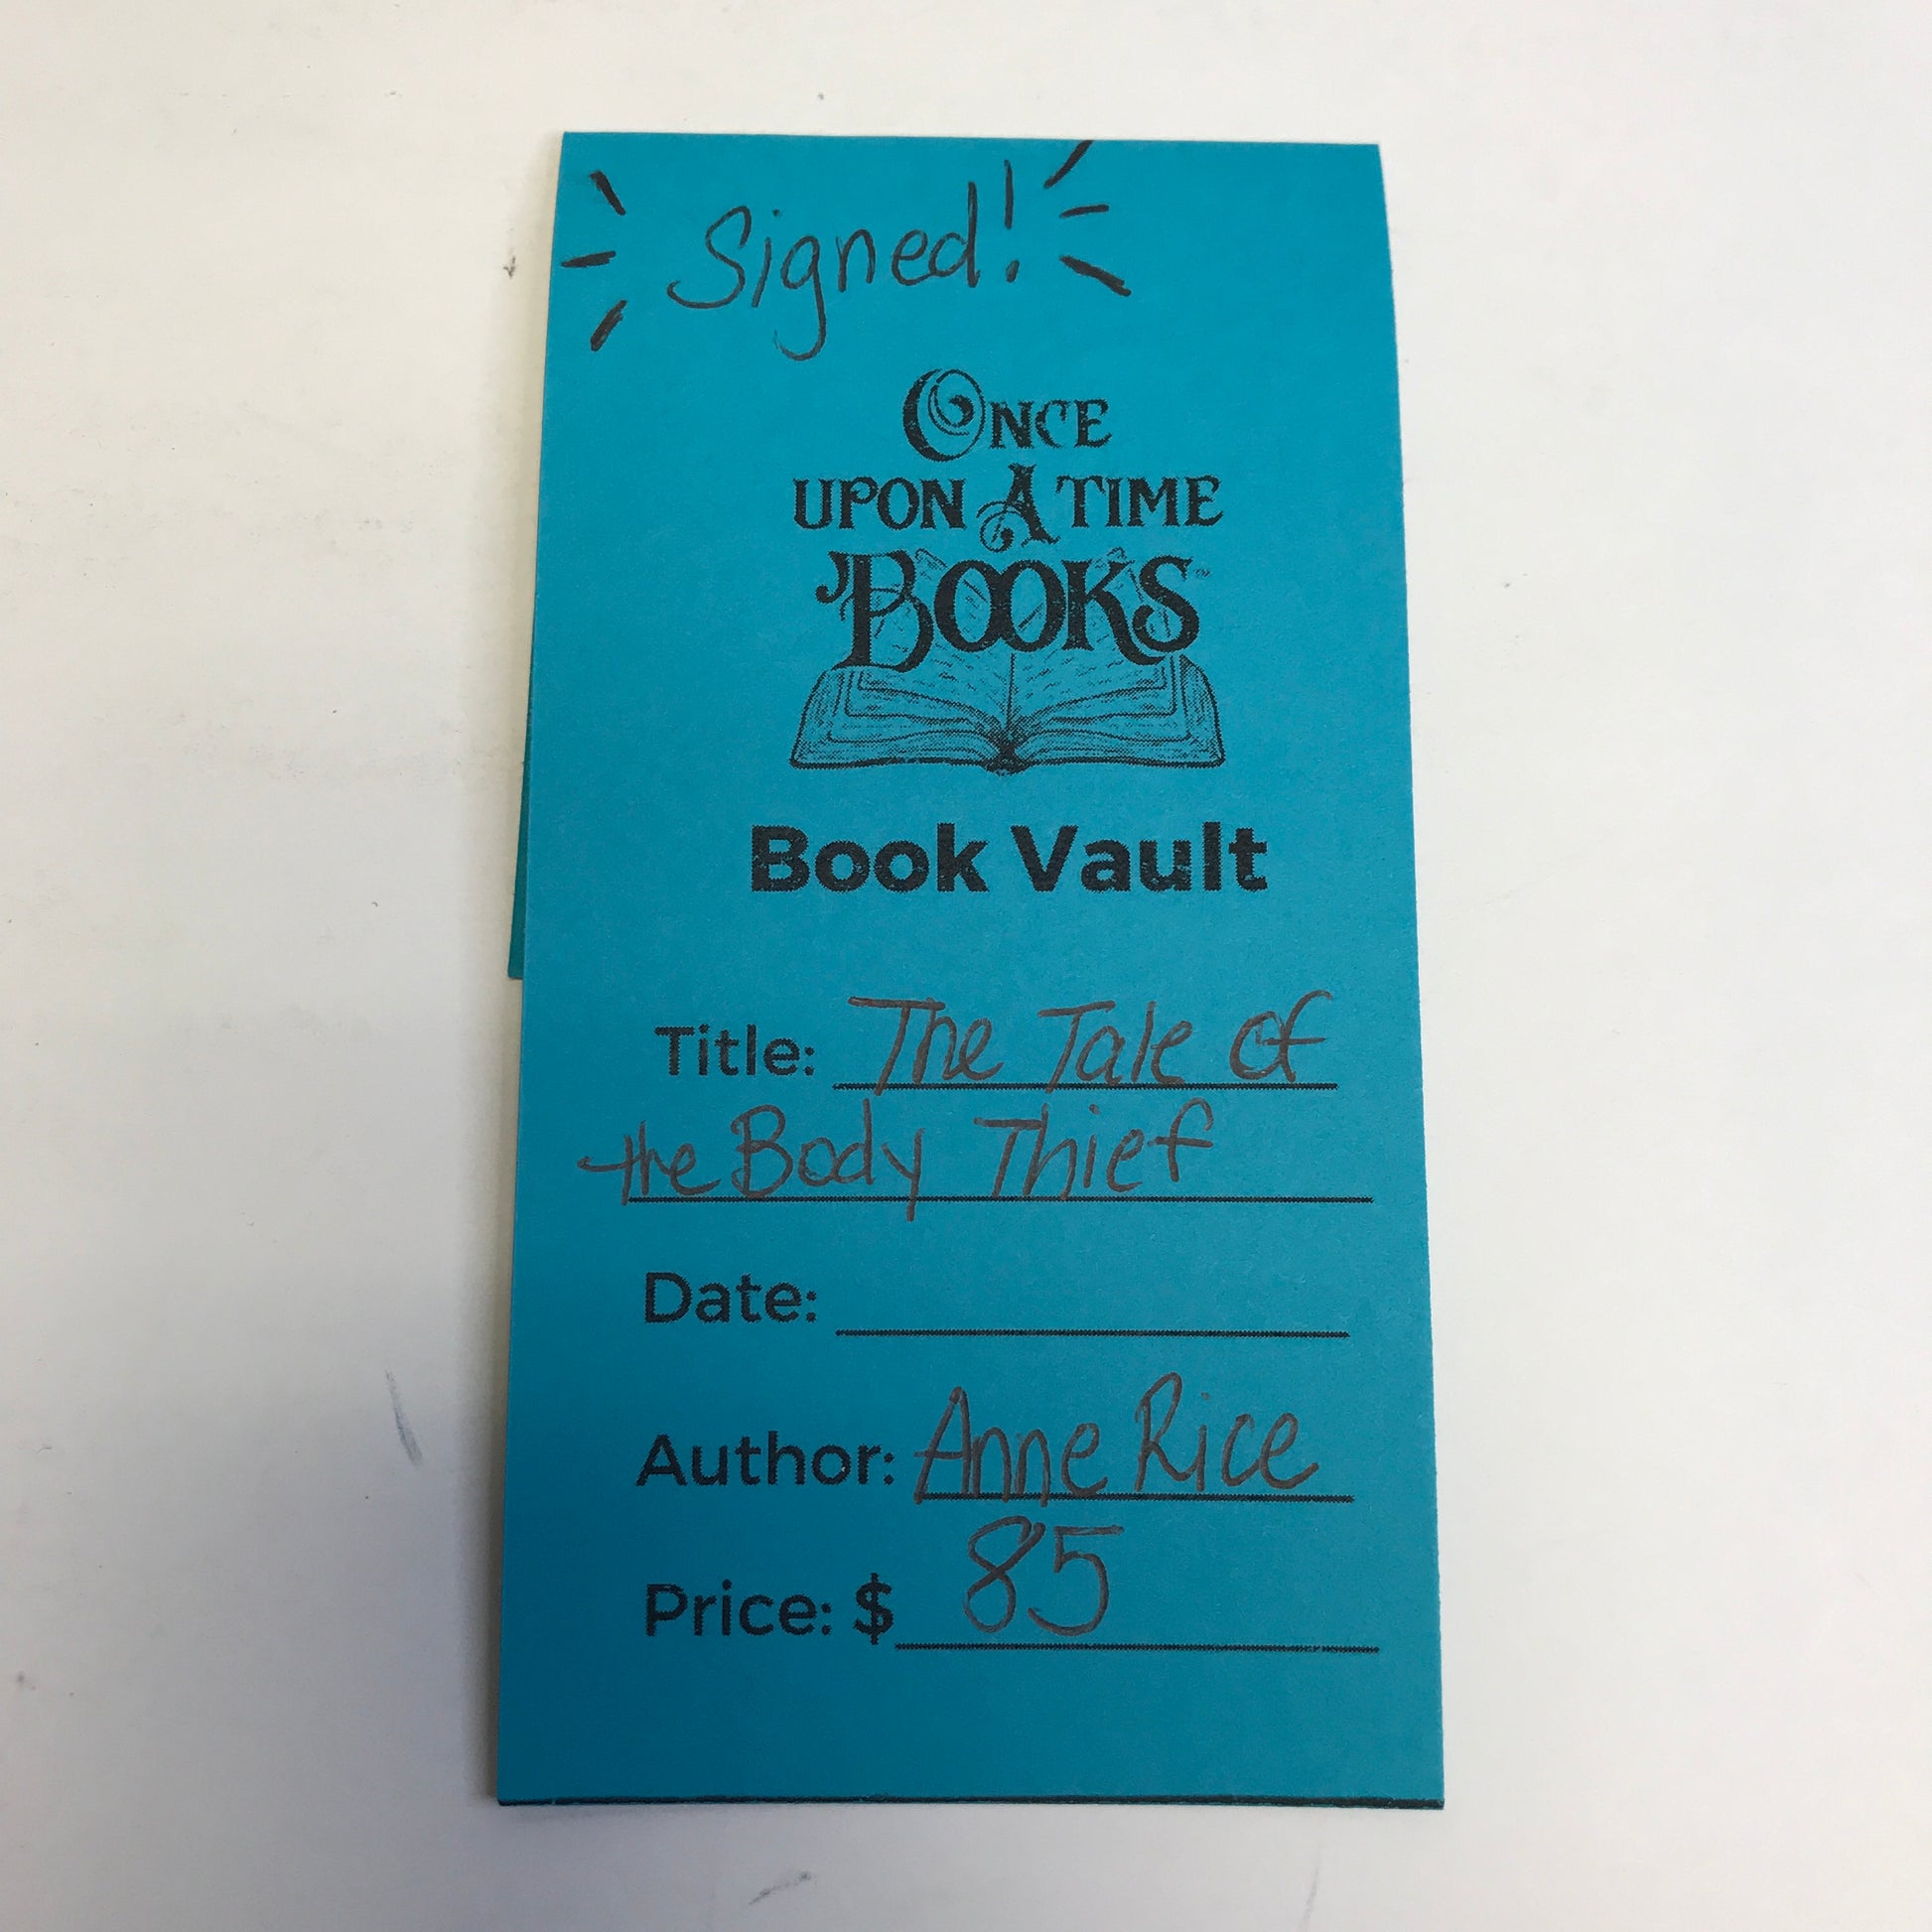 Signed!
ONCE
UPON A TIME
BOOKS
Book Vault
Title: The Tale of
the Body Thief
Date:
Author: Anne Rice
Price: $ 85